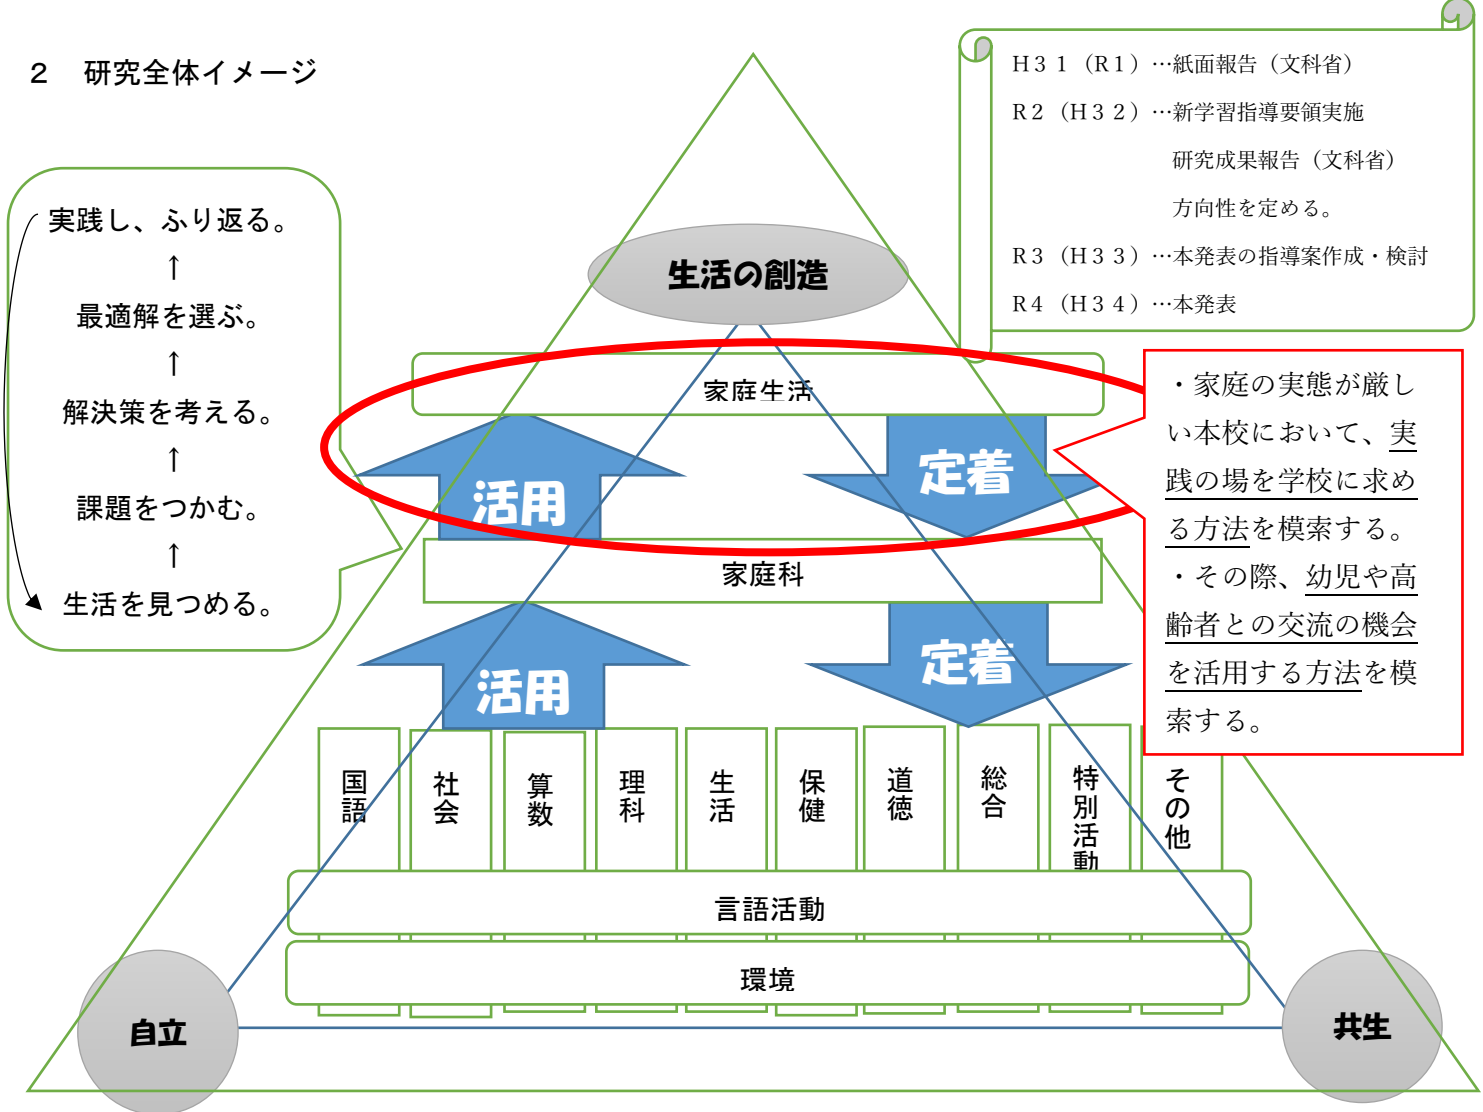 ２　研究全体イメージ
H３１（R１）…紙面報告（文科省）
R２（H３２）…新学習指導要領実施
研究成果報告（文科省）
方向性を定める。
R３（H３３）…本発表の指導案作成・検討
R４（H３４）…本発表
実践し、ふり返る。
↑
最適解を選ぶ。
↑
解決策を考える。
↑
課題をつかむ。
↑
生活を見つめる。
生活の創造
家庭生活
活用
定着
家庭科
活用
定着
・家庭の実態が厳し
い本校において、実
践の場を学校に求め
る方法を模索する。
・その際、幼児や高
齢者との交流の機会
を活用する方法を模
索する。
国語
社会
算数
理科
生活
保健
道徳
総合
特別活動
その他
言語活動
環境
自立
共生